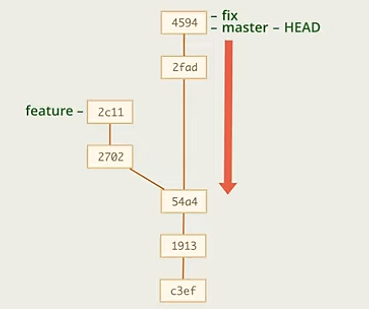 4594 – fix
– master – HEAD
2fad
feature – 2c11
2702
54a4
1913
c3ef